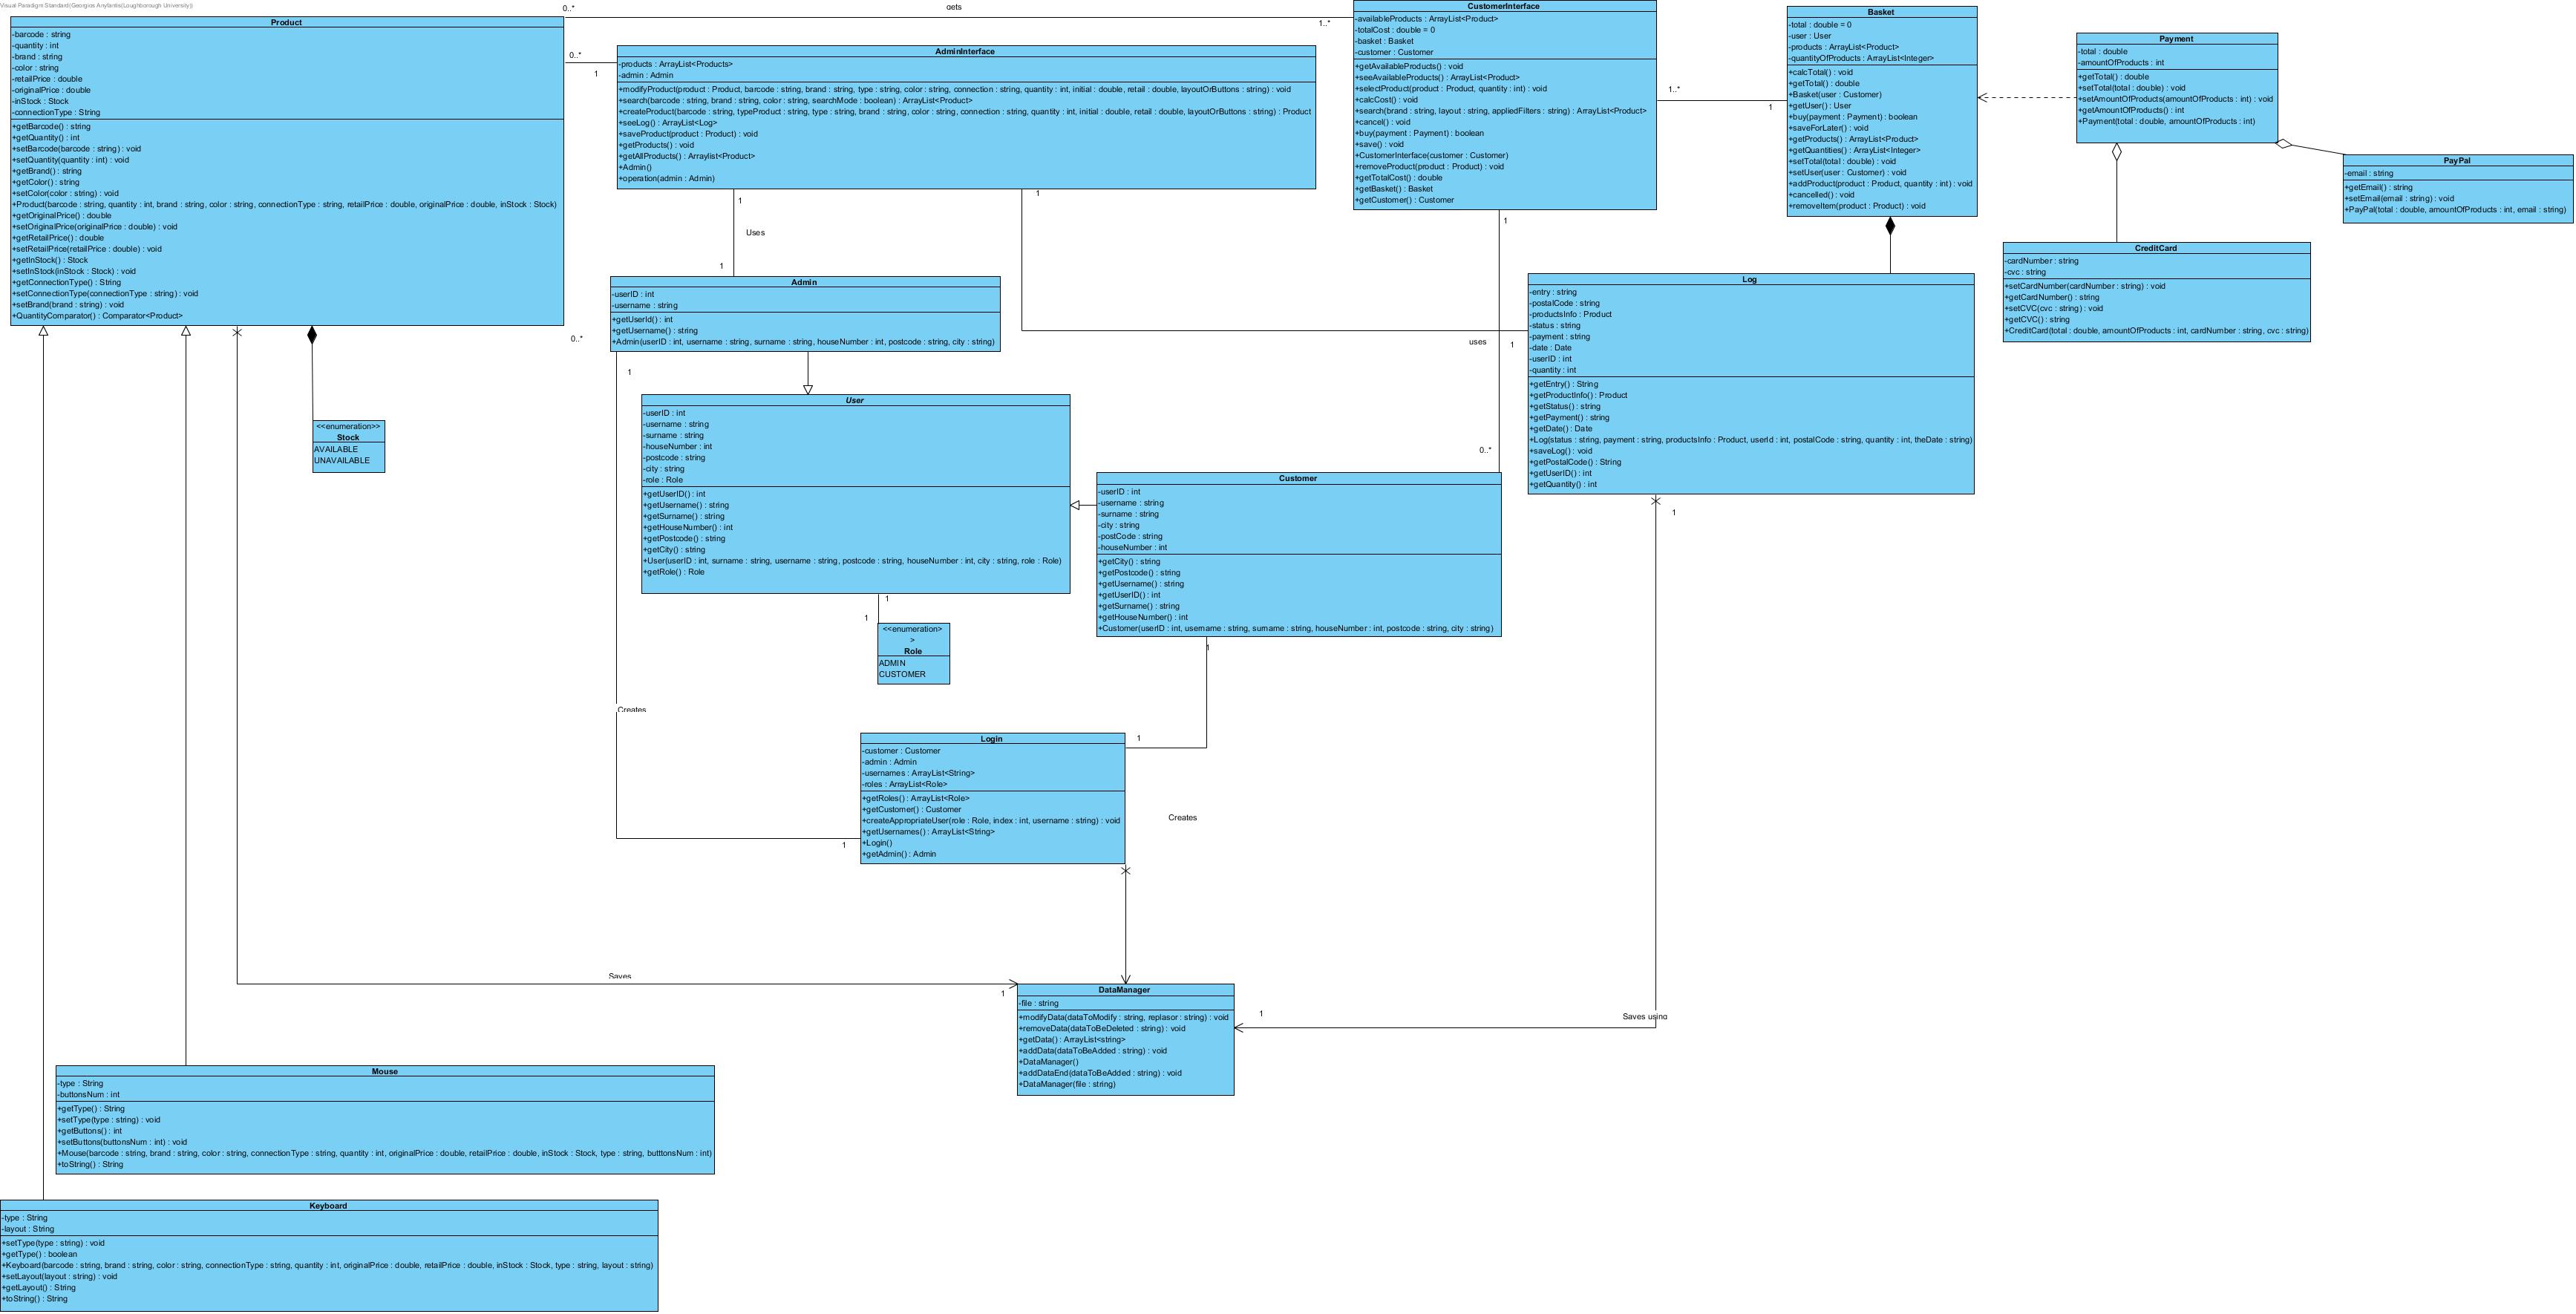 Visual Paradigm Standard(Georgios Anyfantis(Loughborough University))
Product
-barcode : string
-quantity : int
-brand : string
-color : string
-retailPrice : double
-originalPrice : double
-inStock : Stock
-connectionType : String
+getBarcode() : string
+getQuantity() : int
+setBarcode(barcode : string) : void
+setQuantity(quantity : int) : void
+getBrand() : string
+getColor() : string
+setColor(color : string) : void
+Product(barcode : string, quantity : int, brand : string, color : string, connectionType : string, retailPrice : double, originalPrice : double, inStock : Stock)
+getOriginalPrice() : double
+setOriginalPrice(originalPrice : double) : void
+getRetailPrice() : double
+setRetailPrice(retailPrice : double) : void
+getInStock() : Stock
+setInStock(inStock : Stock) : void
+getConnectionType() : String
+setConnectionType(connectionType : string) : void
+setBrand(brand : string) : void
+QuantityComparator() : Comparator<Product>
0..*
gets
1..*
0..*
1
AdminInterface
-products : ArrayList<Products>
-admin : Admin
+modifyProduct(product : Product, barcode : string, brand : string, type : string, color : string, connection : string, quantity : int, initial : double, retail : double, layoutOrButtons : string) : void
+search(barcode : string, brand : string, color : string, searchMode : boolean) : ArrayList<Product>
+createProduct(barcode : string, typeProduct : string, type : string, brand : string, color : string, connection : string, quantity : int, initial : double, retail : double, layoutOrButtons : string) : Product
+seeLog() : ArrayList<Log>
+saveProduct(product : Product) : void
+getProducts() : void
+getAllProducts() : Arraylist<Product>
+Admin()
+operation(admin : Admin)
CustomerInterface
-availableProducts : ArrayList<Product>
-totalCost : double = 0
-basket : Basket
-customer : Customer
+getAvailableProducts() : void
+seeAvailableProducts() : ArrayList<Product>
+selectProduct(product : Product, quantity : int) : void
+calcCost() : void
+search(brand : string, layout : string, appliedFilters : string) : ArrayList<Product>
+cancel() : void
+buy(payment : Payment) : boolean
+save() : void
+CustomerInterface(customer : Customer)
+removeProduct(product : Product) : void
+getTotalCost() : double
+getBasket() : Basket
+getCustomer() : Customer
1..*
1
Basket
-total : double = 0
-user : User
-products : ArrayList<Product>
-quantityOfProducts : ArrayList<Integer>
+calcTotal() : void
+getTotal() : double
+Basket(user : Customer)
+getUser() : User
+buy(payment : Payment) : boolean
+saveForLater() : void
+getProducts() : ArrayList<Product>
+getQuantities() : ArrayList<Integer>
+setTotal(total : double) : void
+setUser(user : Customer) : void
+addProduct(product : Product, quantity : int) : void
+cancelled() : void
+removeItem(product : Product) : void
Payment
-total : double
-amountOfProducts : int
+getTotal() : double
+setTotal(total : double) : void
+setAmountOfProducts(amountOfProducts : int) : void
+getAmountOfProducts() : int
+Payment(total : double, amountOfProducts : int)
PayPal
-email : string
+getEmail() : string
+setEmail(email : string) : void
+PayPal(total : double, amountOfProducts : int, email : string)
CreditCard
-cardNumber : string
-cvc : string
+setCardNumber(cardNumber : string) : void
+getCardNumber() : string
+setCVC(cvc : string) : void
+getCVC() : string
+CreditCard(total : double, amountOfProducts : int, cardNumber : string, cvc : string)
1
Uses
1
1
1
Admin
-userID : int
-username : string
+getUserId() : int
+getUsername() : string
+Admin(userID : int, username : string, surname : string, houseNumber : int, postcode : string, city : string)
0..*
1
uses
1
0..*
Log
-entry : string
-postalCode : string
-productsInfo : Product
-status : string
-payment : string
-date : Date
-userID : int
-quantity : int
+getEntry() : String
+getProductInfo() : Product
+getStatus() : string
+getPayment() : string
+getDate() : Date
+Log(status : string, payment : string, productsInfo : Product, userId : int, postalCode : string, quantity : int, theDate : string)
+saveLog() : void
+getPostalCode() : String
+getUserID() : int
+getQuantity() : int
1
<<enumeration>>
Stock
AVAILABLE
UNAVAILABLE
User
-userID : int
-username : string
-surname : string
-houseNumber : int
-postcode : string
-city : string
-role : Role
+getUserID() : int
+getUsername() : string
+getSurname() : string
+getHouseNumber() : int
+getPostcode() : string
+getCity() : string
+User(userID : int, surname : string, username : string, postcode : string, houseNumber : int, city : string, role : Role)
+getRole() : Role
1
1
<<enumeration>
>
Role
ADMIN
CUSTOMER
Customer
-userID : int
-username : string
-surname : string
-city : string
-postCode : string
-houseNumber : int
+getCity() : string
+getPostcode() : string
+getUsername() : string
+getUserID() : int
+getSurname() : string
+getHouseNumber() : int
+Customer(userID : int, username : string, surname : string, houseNumber : int, postcode : string, city : string)
1
Creates
1
Login
-customer : Customer
-admin : Admin
-usernames : ArrayList<String>
-roles : ArrayList<Role>
+getRoles() : ArrayList<Role>
+getCustomer() : Customer
+createAppropriateUser(role : Role, index : int, username : string) : void
+getUsernames() : ArrayList<String>
+Login()
+getAdmin() : Admin
Creates
1
Saves
1
DataManager
-file : string
+modifyData(dataToModify : string, replasor : string) : void
+removeData(dataToBeDeleted : string) : void
+getData() : ArrayList<string>
+addData(dataToBeAdded : string) : void
+DataManager()
+addDataEnd(dataToBeAdded : string) : void
+DataManager(file : string)
1
Saves using
Mouse
-type : String
-buttonsNum : int
+getType() : String
+setType(type : string) : void
+getButtons() : int
+setButtons(buttonsNum : int) : void
+Mouse(barcode : string, brand : string, color : string, connectionType : string, quantity : int, originalPrice : double, retailPrice : double, inStock : Stock, type : string, butttonsNum : int)
+toString() : String
Keyboard
-type : String
-layout : String
+setType(type : string) : void
+getType() : boolean
+Keyboard(barcode : string, brand : string, color : string, connectionType : string, quantity : int, originalPrice : double, retailPrice : double, inStock : Stock, type : string, layout : string)
+setLayout(layout : string) : void
+getLayout() : String
+toString() : String